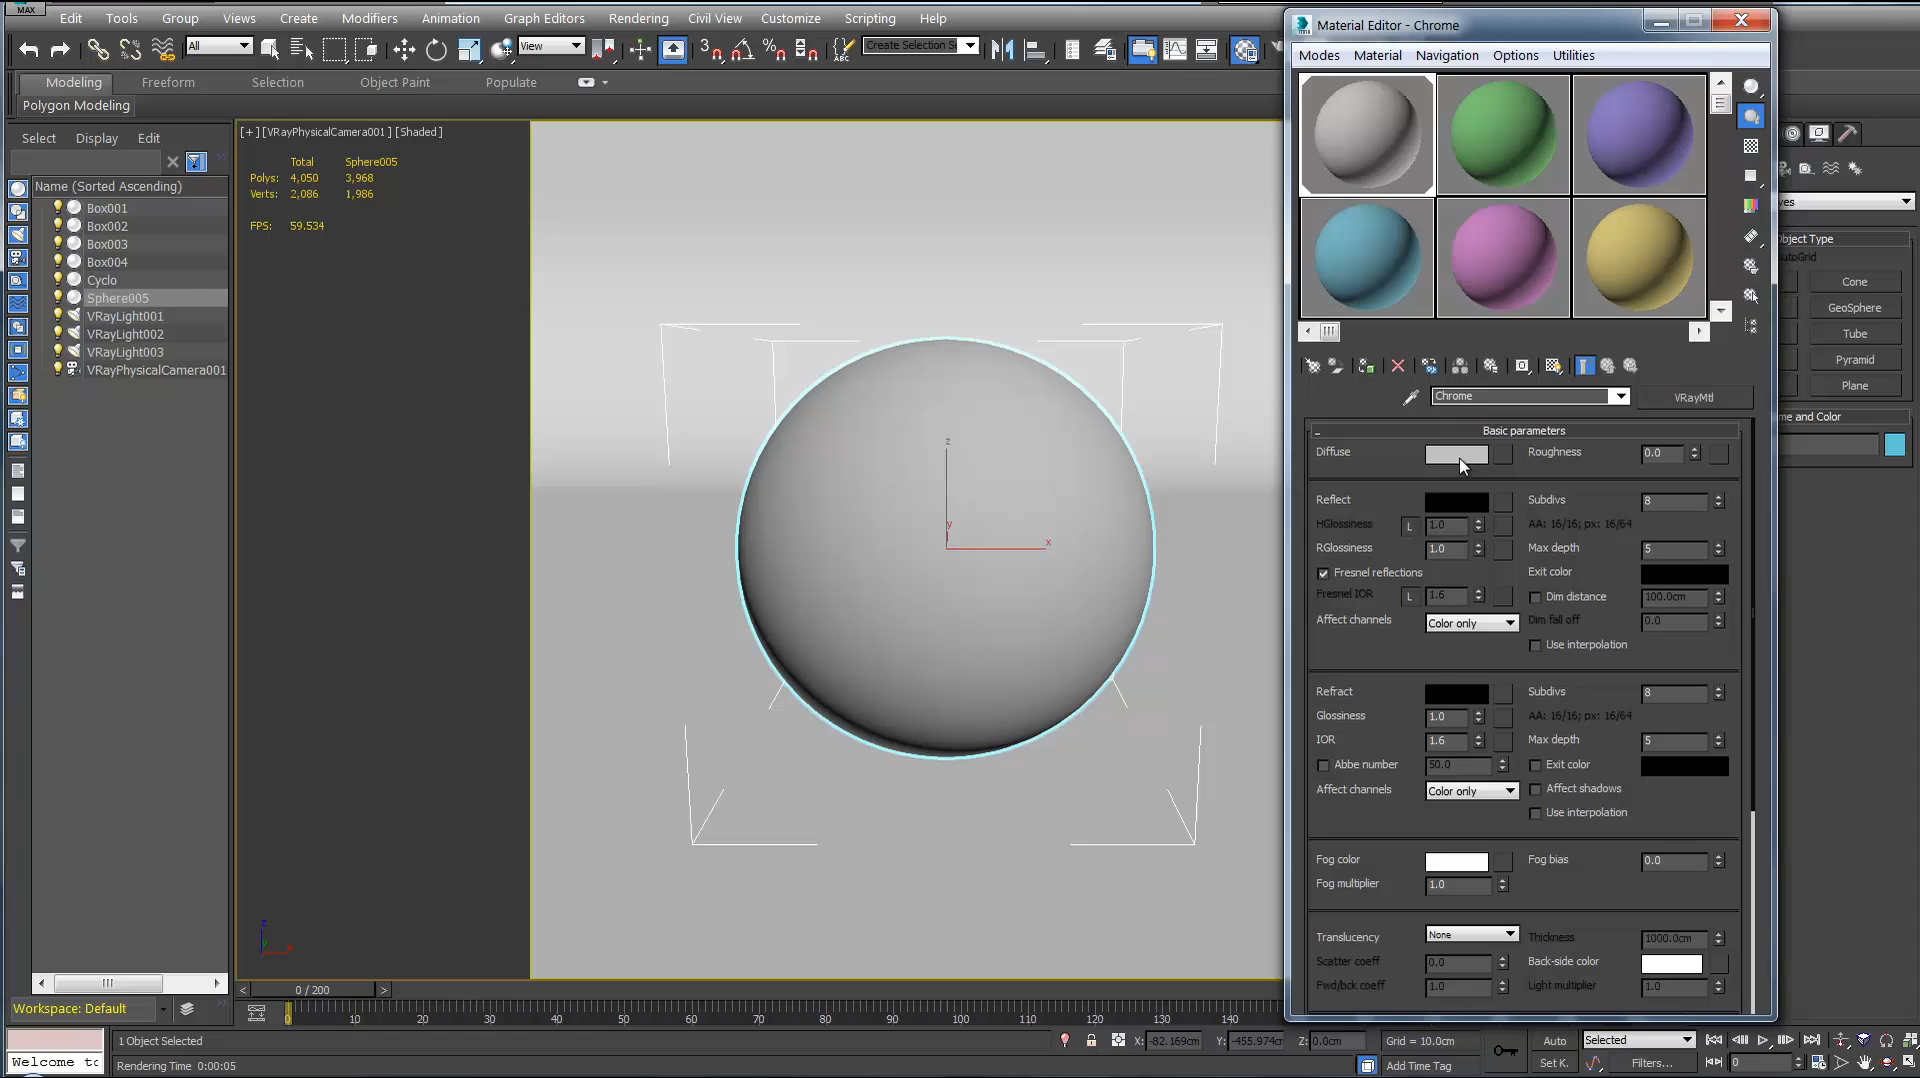 MAX
Edit Tools Group Views Create Modifiers Animation Graph Editors Rendering Civil View Customize Scripting Help
All View Create Selection Se
Modeling Freeform Selection Object Paint Populate
Polygon Modeling
Select Display Edit
Name (Sorted Ascending)
Box001
Box002
Box003
Box004
Cyclo
Sphere005
VRayLight001
VRayLight002
VRayLight003
VRayPhysicalCamera001
Workspace: Default
[+] [VRayPhysicalCamera001] [Shaded]
Total Sphere005
Polys: 4,050 3,968
Verts: 2,086 1,986
FPS: 59.534
z
y
x
z
x
Material Editor - Chrome
Modes Material Navigation Options Utilities
Chrome VRayMtl
Basic parameters
Diffuse Roughness 0.0
Reflect Subdivs 8
HGlossiness L 1.0 AA: 16/16; px: 16/64
RGlossiness 1.0 Max depth 5
Fresnel reflections Exit color
Fresnel IOR L 1.6 Dim distance 100.0cm
Affect channels Color only Dim fall off 0.0
Use interpolation
Refract Subdivs 8
Glossiness 1.0 AA: 16/16; px: 16/64
IOR 1.6 Max depth 5
Abbe number 50.0 Exit color
Affect channels Color only Affect shadows
Use interpolation
Fog color Fog bias 0.0
Fog multiplier 1.0
Translucency None Thickness 1000.0cm
Scatter coeff 0.0 Back-side color
Fwd/bck coeff 1.0 Light multiplier 1.0
ves
Object Type
utoGrid
Cone
GeoSphere
Tube
Pyramid
Plane
me and Color
< 0 / 200 >
0 10 20 30 40 50 60 70 80 90 100 110 120 130 140
1 Object Selected X: -82.169cm Y: -455.974cm Z: 0.0cm Grid = 10.0cm Auto Selected
Welcome to Rendering Time 0:00:05 Add Time Tag Set K. Filters... 0